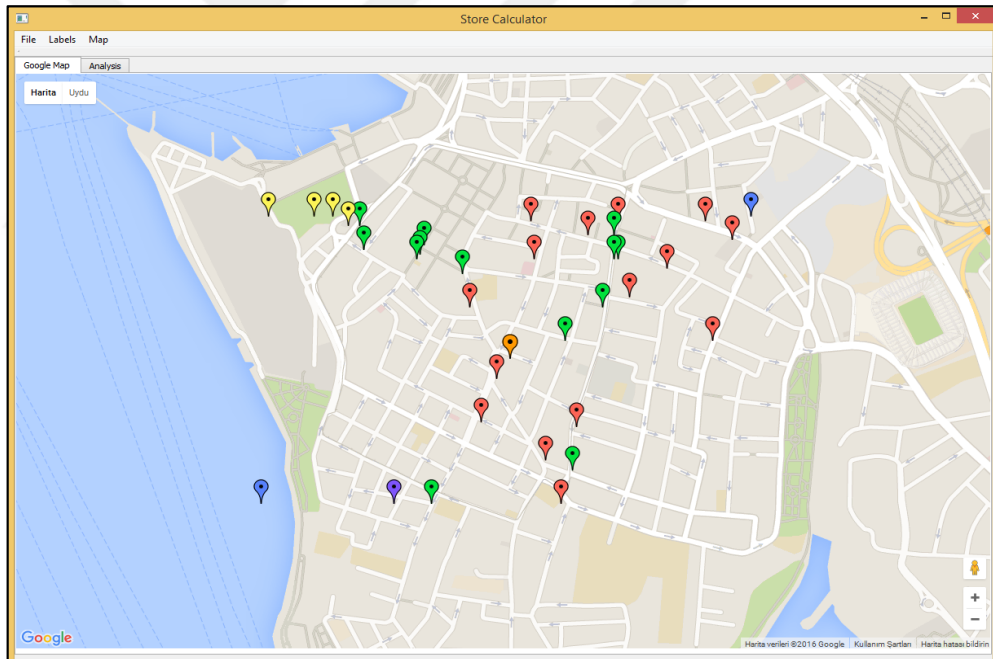 Store Calculator
File Labels Map
Google Map Analysis
Harita Uydu
Google
Harita verileri ©2016 Google Kullanım Şartları Harita hatası bildirin